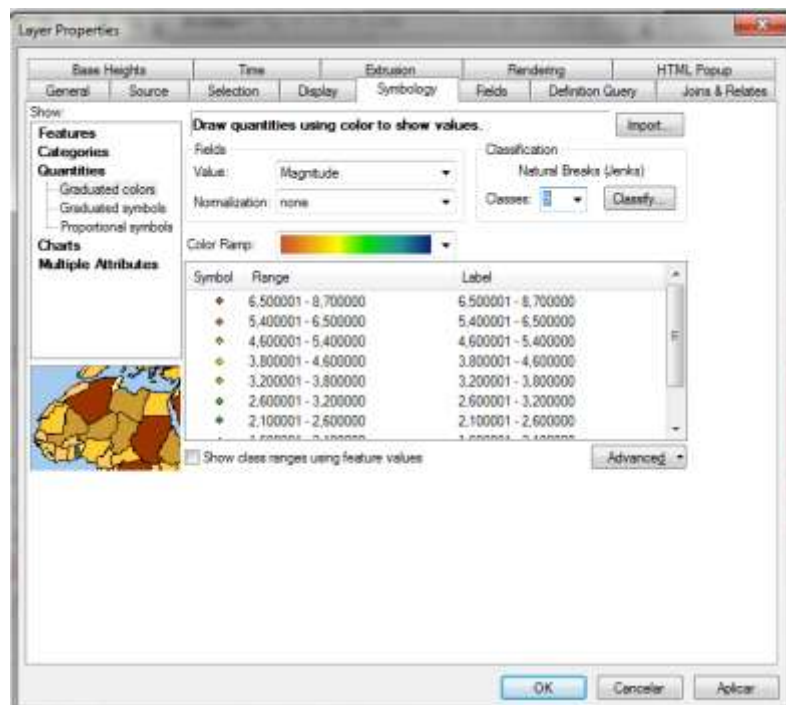 Layer Properties
Base Heights Time Extrusion Rendering HTML Popup
General Source Selection Display Symbology Fields Definition Query Joins & Relates
Show:
Features
Categories
Quantities
Graduated colors
Graduated symbols
Proportional symbols
Charts
Multiple Attributes
Draw quantities using color to show values.
Import...
Fields
Value: Magnitude
Normalization: none
Classification
Natural Breaks (Jenks)
Classes:
Classify...
Color Ramp:
Symbol Range Label
6,500001 - 8,700000 6,500001 - 8,700000
5,400001 - 6,500000 5,400001 - 6,500000
4,600001 - 5,400000 4,600001 - 5,400000
3,800001 - 4,600000 3,800001 - 4,600000
3,200001 - 3,800000 3,200001 - 3,800000
2,600001 - 3,200000 2,600001 - 3,200000
2,100001 - 2,600000 2,100001 - 2,600000
Show class ranges using feature values
Advanced
OK Cancelar Aplicar